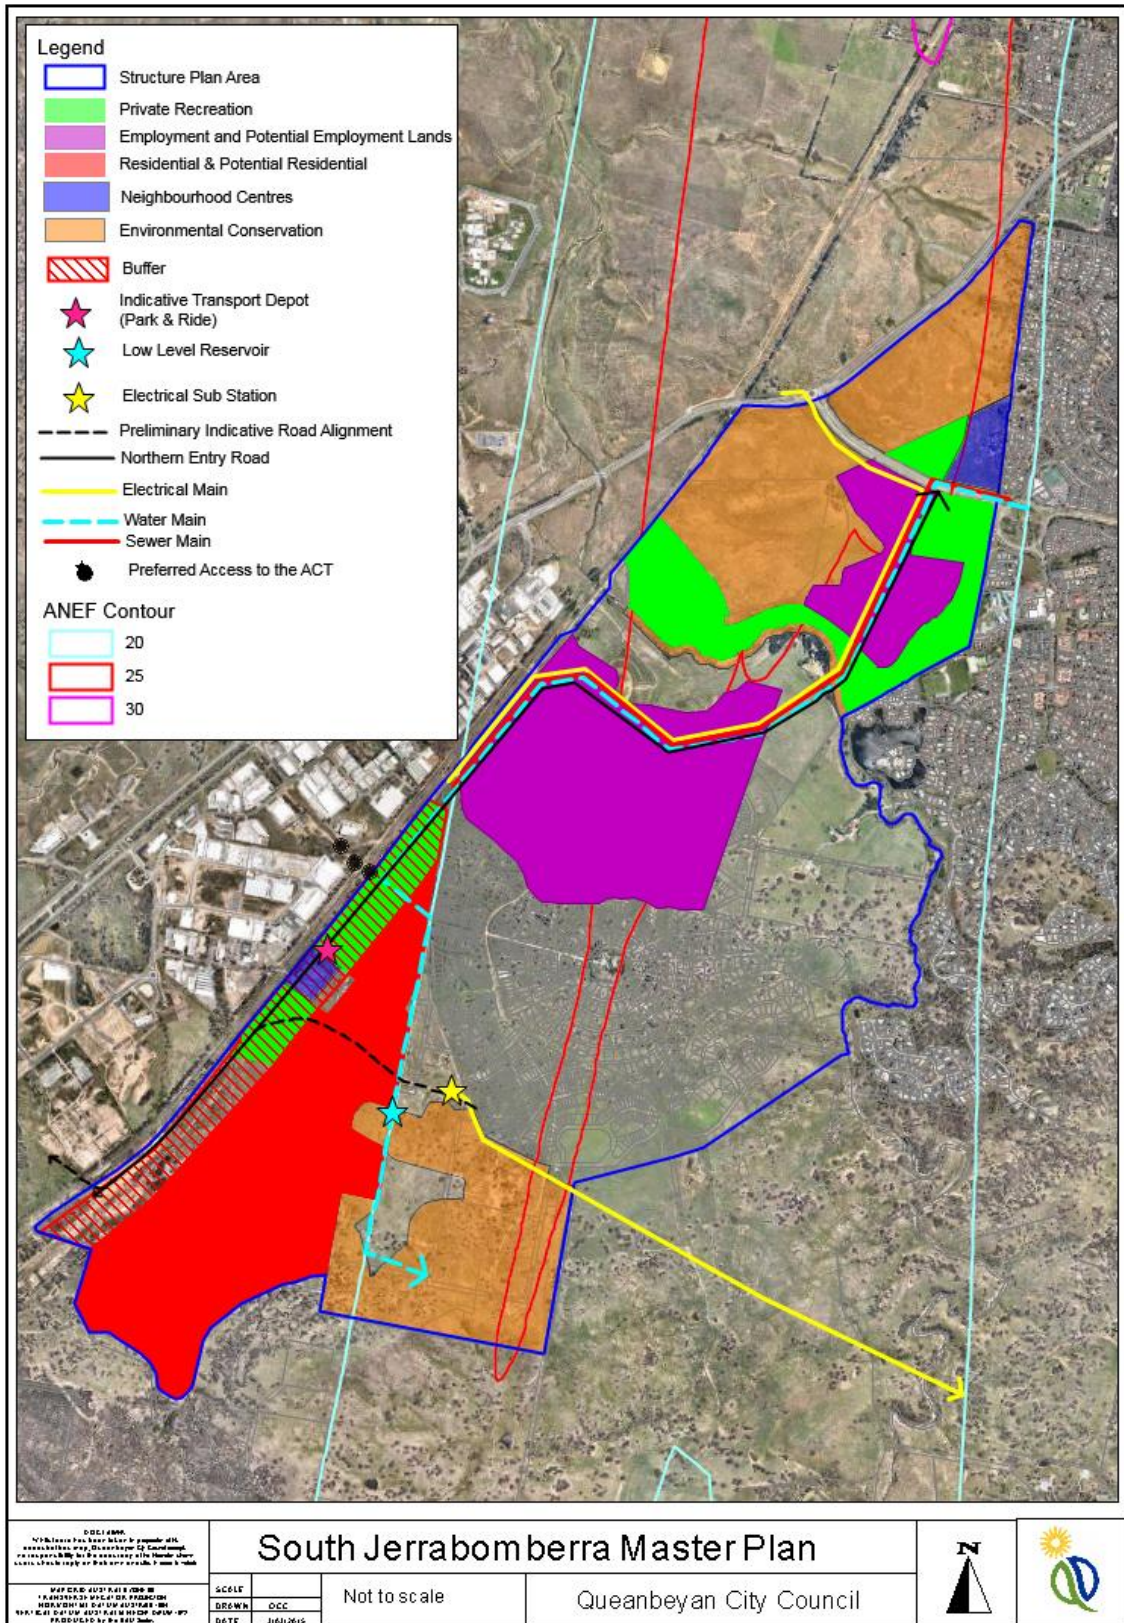 Legend
Structure Plan Area
Private Recreation
Employment and Potential Employment Lands
Residential & Potential Residential
Neighbourhood Centres
Environmental Conservation
Buffer
Indicative Transport Depot
(Park & Ride)
Low Level Reservoir
Electrical Sub Station
Preliminary Indicative Road Alignment
Northern Entry Road
Electrical Main
Water Main
Sewer Main
Preferred Access to the ACT
ANEF Contour
20
25
30
South Jerrabomberra Master Plan
SCALE
Not to scale
Queanbeyan City Council
DRAWN
DATE
N